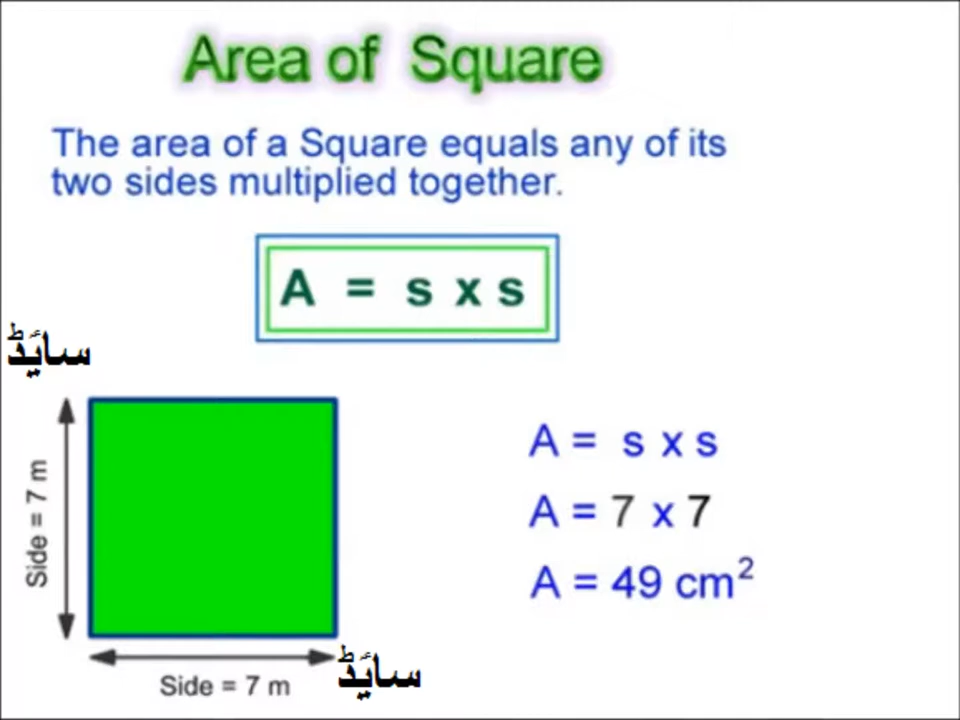 Area of Square
The area of a Square equals any of its
two sides multiplied together.
A = s x s
سائیڈ
Side = 7 m
A = s x s
A = 7 x 7
A = 49 cm²
Side = 7 m
سائیڈ